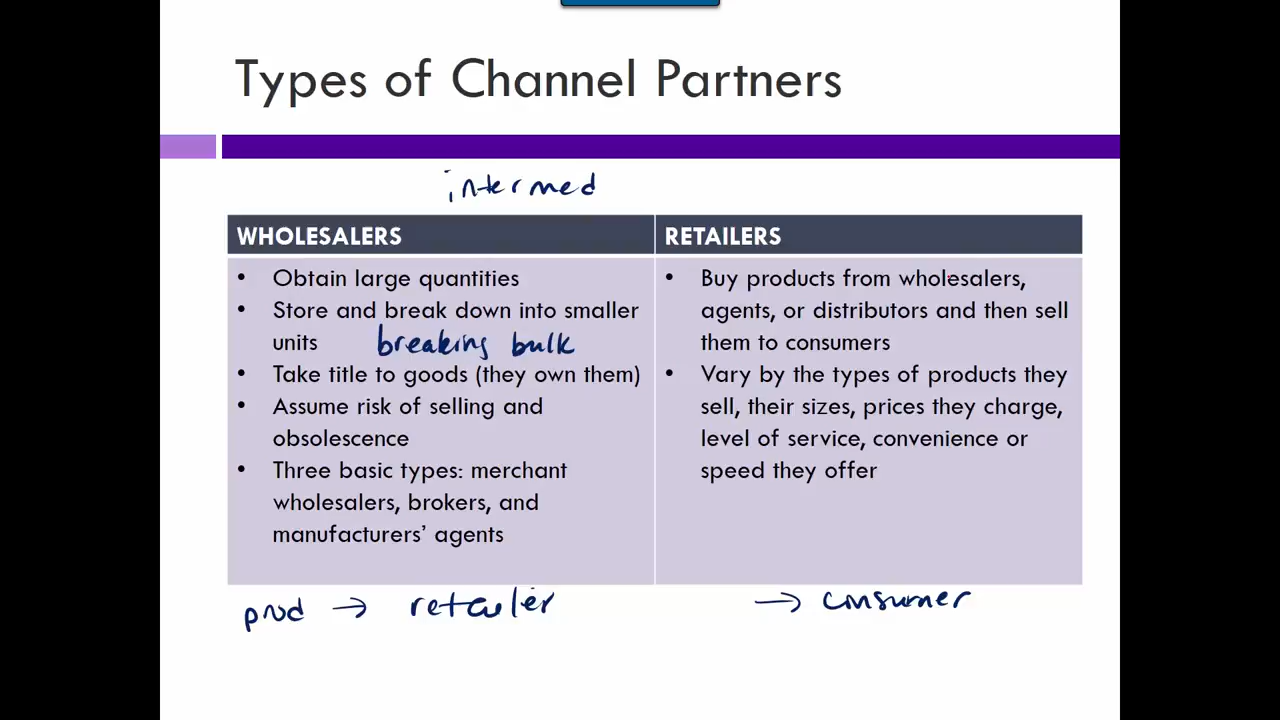 Types of Channel Partners
intermed
WHOLESALERS
• Obtain large quantities
• Store and break down into smaller
units
breaking bulk
• Take title to goods (they own them)
• Assume risk of selling and
obsolescence
• Three basic types: merchant
wholesalers, brokers, and
manufacturers’ agents
RETAILERS
• Buy products from wholesalers,
agents, or distributors and then sell
them to consumers
• Vary by the types of products they
sell, their sizes, prices they charge,
level of service, convenience or
speed they offer
prod → retailer
→ consumer